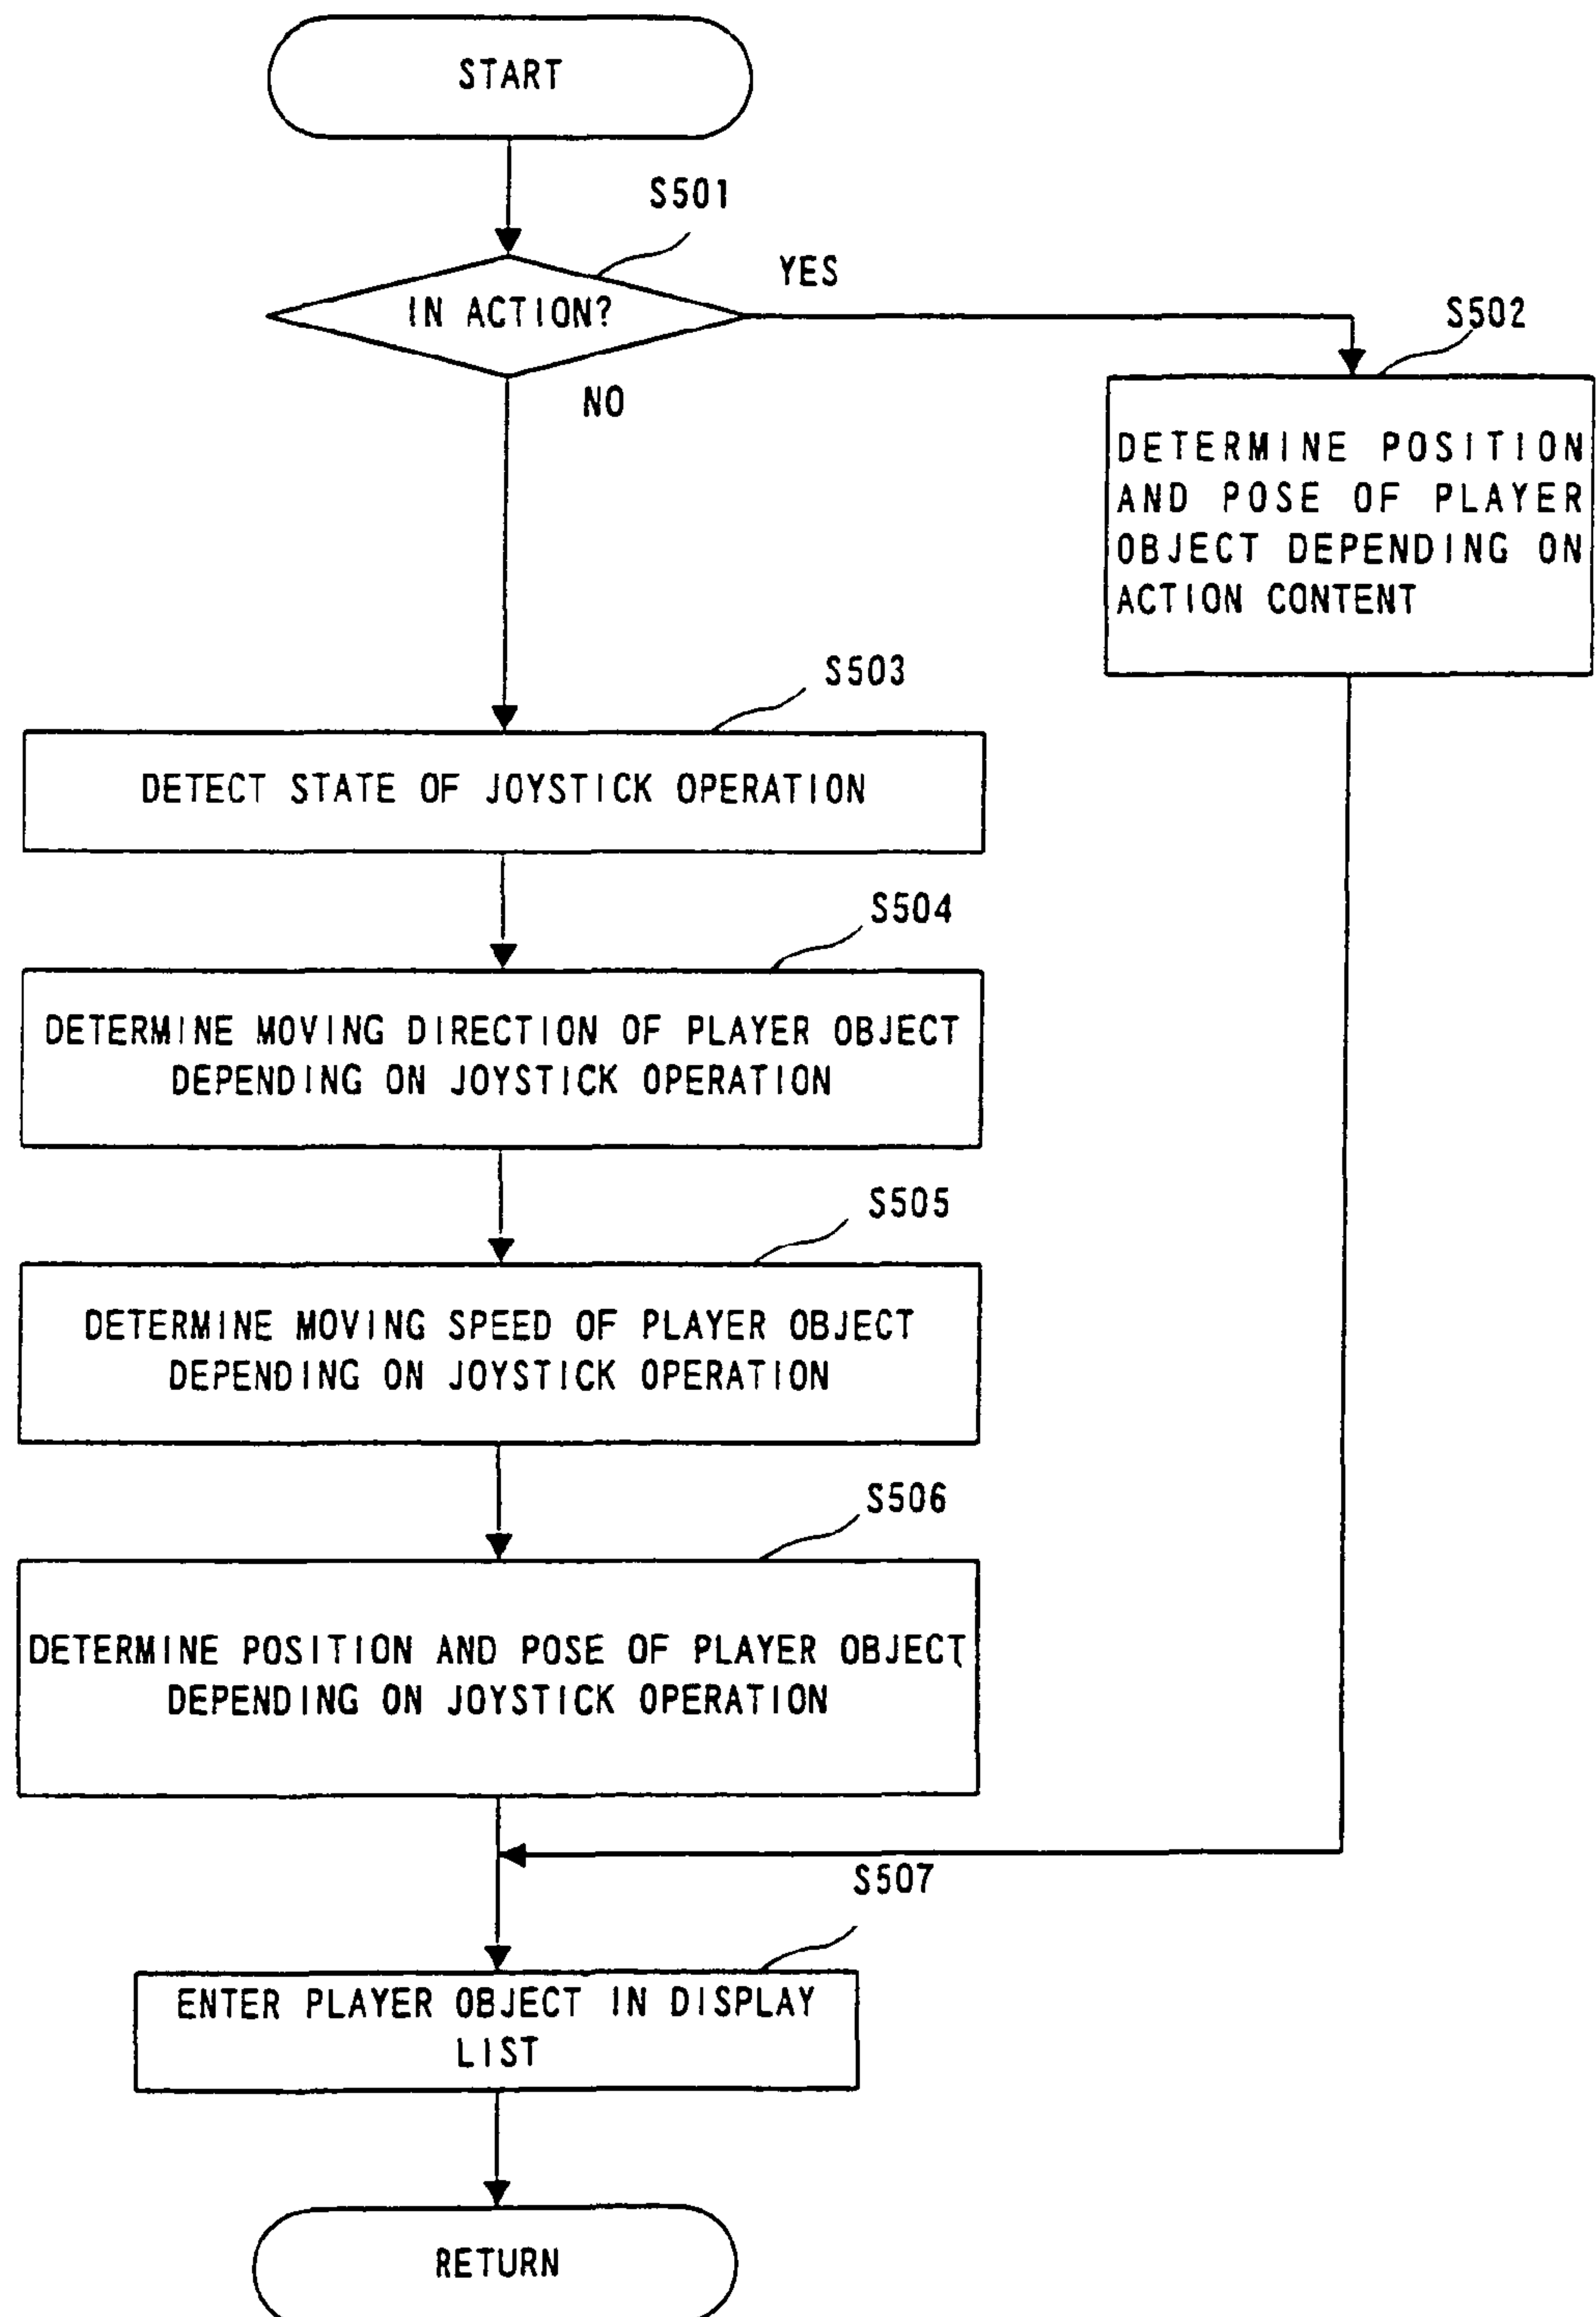 START
S501
YES
IN ACTION?
S502
NO
DETERMINE POSITION
AND POSE OF PLAYER
OBJECT DEPENDING ON
ACTION CONTENT
S503
DETECT STATE OF JOYSTICK OPERATION
S504
DETERMINE MOVING DIRECTION OF PLAYER OBJECT
DEPENDING ON JOYSTICK OPERATION
S505
DETERMINE MOVING SPEED OF PLAYER OBJECT
DEPENDING ON JOYSTICK OPERATION
S506
DETERMINE POSITION AND POSE OF PLAYER OBJECT
DEPENDING ON JOYSTICK OPERATION
S507
ENTER PLAYER OBJECT IN DISPLAY
LIST
RETURN